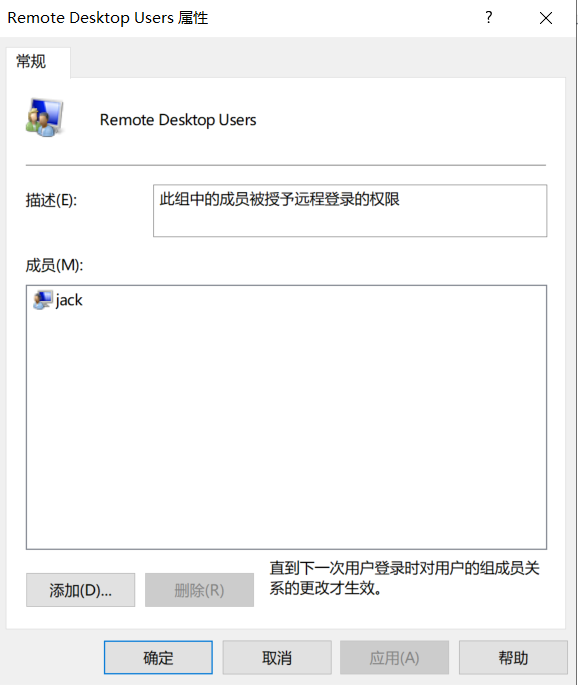 Remote Desktop Users 属性
?
常规
Remote Desktop Users
描述(E):
此组中的成员被授予远程登录的权限
成员(M):
jack
添加(D)...
删除(R)
直到下一次用户登录时对用户的组成员关
系的更改才生效。
确定
取消
应用(A)
帮助